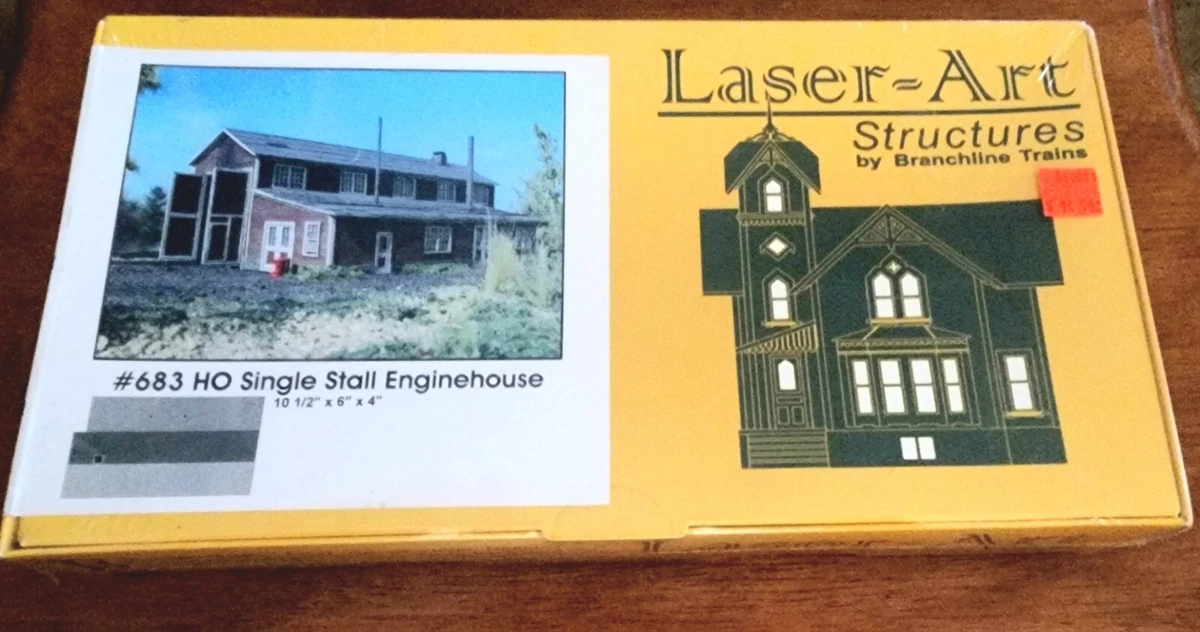 #683 HO Single Stall Enginehouse
10 1/2" x 6" x 4"
Laser-Art
Structures
by Branchline Trains